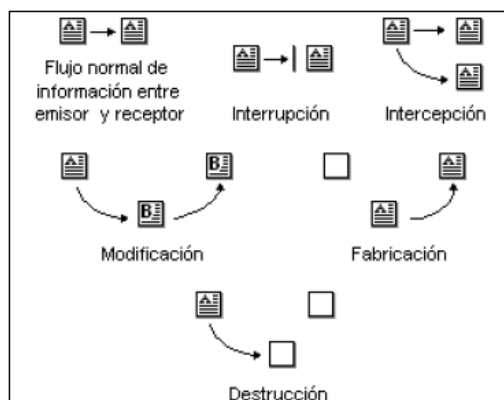 A A
Flujo normal de
información entre
emisor y receptor
A A
Interrupción
A A
A
Intercepción
A B
B
Modificación
A
A
Fabricación
A
Destrucción